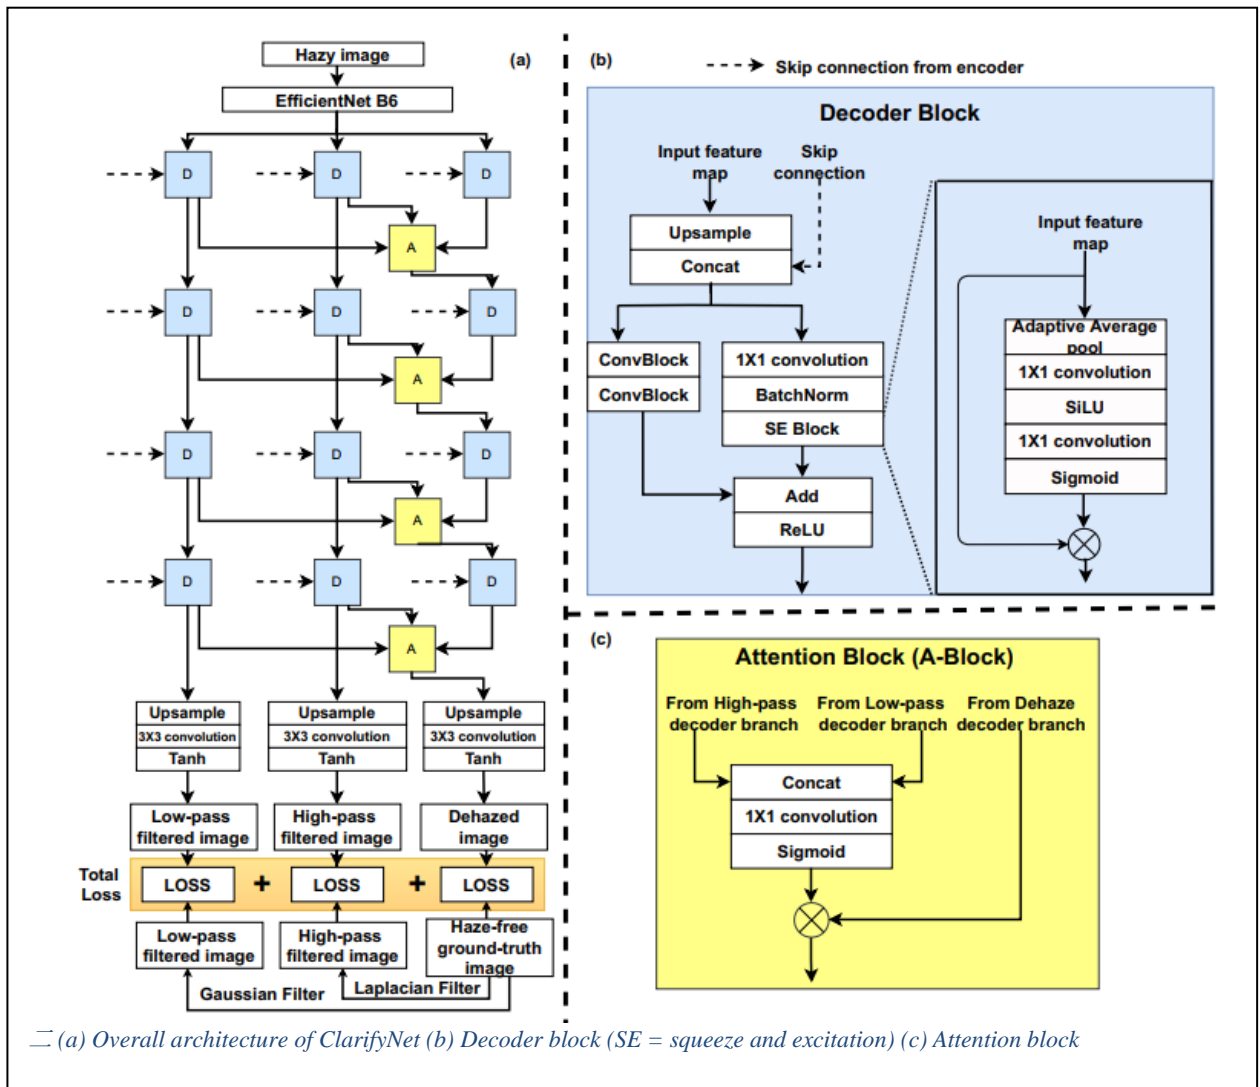 (a)
Hazy image
EfficientNet B6
D
D
D
A
D
D
D
A
D
D
D
A
D
D
D
A
Upsample
3X3 convolution
Tanh
Upsample
3X3 convolution
Tanh
Upsample
3X3 convolution
Tanh
Low-pass
filtered image
High-pass
filtered image
Dehazed
image
Total
Loss
LOSS
+
LOSS
+
LOSS
Low-pass
filtered image
High-pass
filtered image
Haze-free
ground-truth
image
Gaussian Filter
Laplacian Filter
(b)
Skip connection from encoder
Decoder Block
Input feature
map
Skip
connection
Upsample
Concat
ConvBlock
ConvBlock
1X1 convolution
BatchNorm
SE Block
Add
ReLU
Input feature
map
Adaptive Average
pool
1X1 convolution
SiLU
1X1 convolution
Sigmoid
(c)
Attention Block (A-Block)
From High-pass
decoder branch
From Low-pass
decoder branch
From Dehaze
decoder branch
Concat
1X1 convolution
Sigmoid
二 (a) Overall architecture of ClarifyNet (b) Decoder block (SE = squeeze and excitation) (c) Attention block